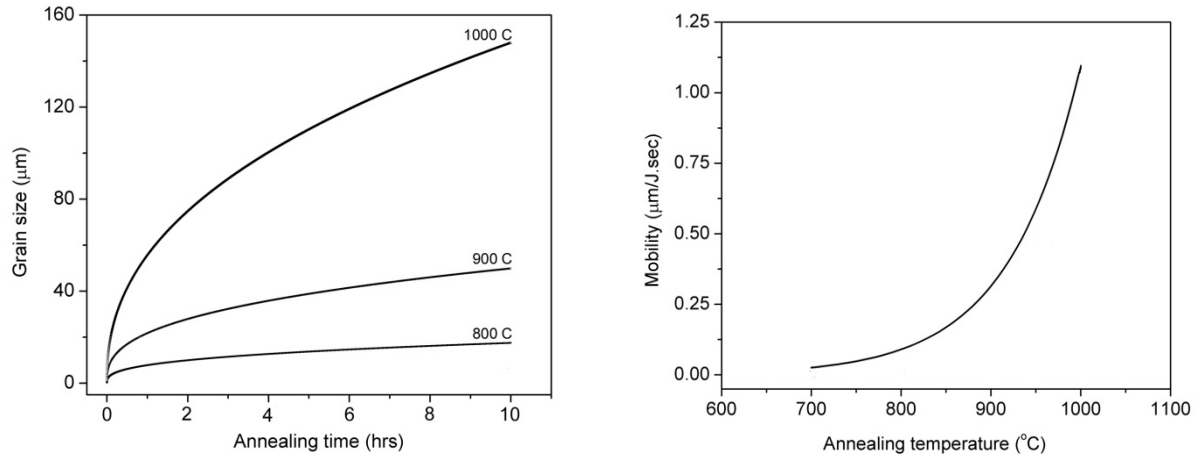 160
120
80
40
0
Grain size (μm)
1000 C
900 C
800 C
0 2 4 6 8 10
Annealing time (hrs)
1.25
1.00
0.75
0.50
0.25
0.00
Mobility (μm/J.sec)
600 700 800 900 1000 1100
Annealing temperature (°C)